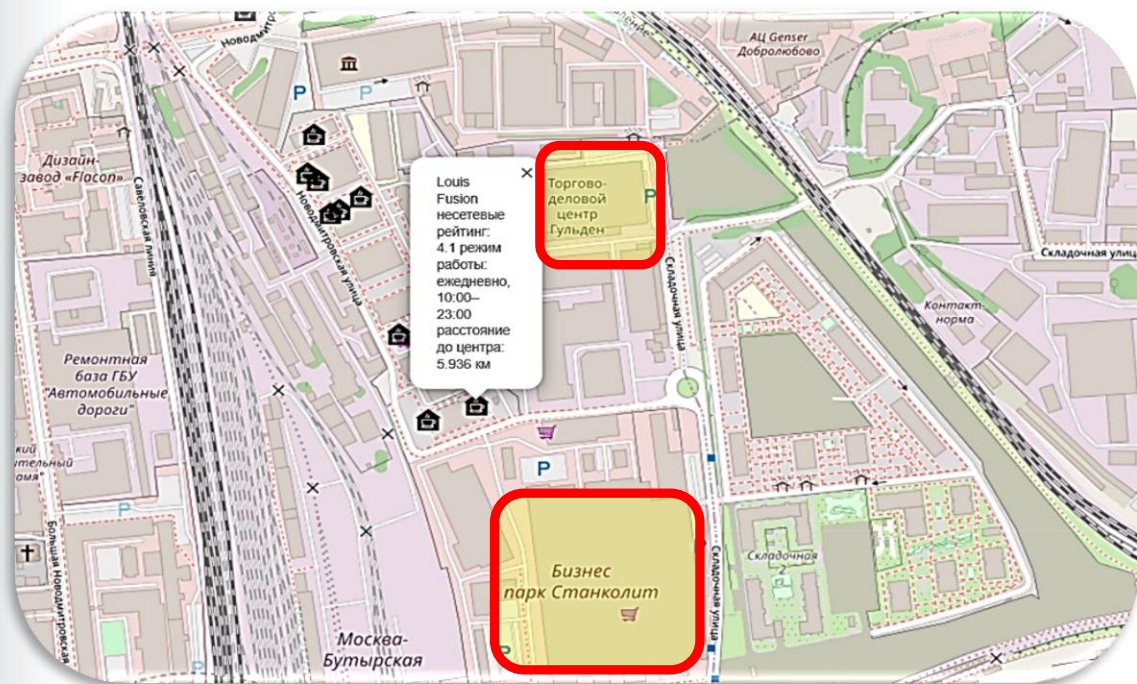 Новодмит
АЦ Genser
Добролюбово
P
P
Дизайн-
завод «Flacon»
Савёловская линия
Новодмитровская улица
×
Louis
Fusion
несетевые
рейтинг:
4.1 режим
работы:
ежедневно,
10:00–
23:00
расстояние
до центра:
5.936 км
Торгово-
деловой
центр
Гульден
P
Складочная улица
Складочная улица
Контакт-
норма
Ремонтная
база ГБУ
"Автомобильные
дороги"
P
P
Большая Новодмитровская
Бизнес
парк Станколит
Складочная
2
Складочная улица
Москва-
Бутырская
P
P